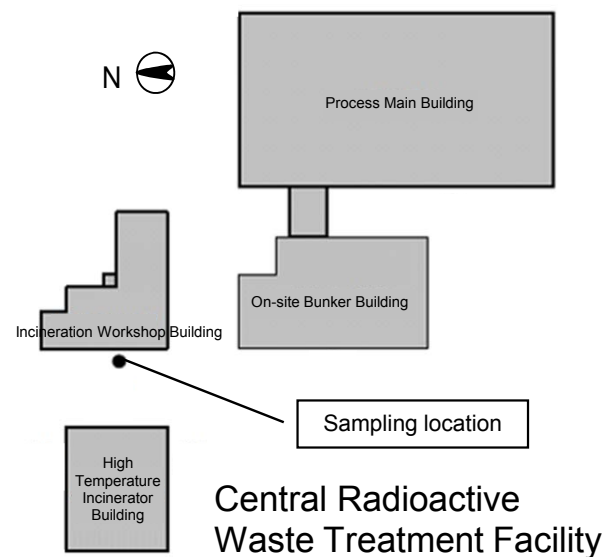 N
Process Main Building
On-site Bunker Building
Incineration Workshop Building
Sampling location
High
Temperature
Incinerator
Building
Central Radioactive
Waste Treatment Facility